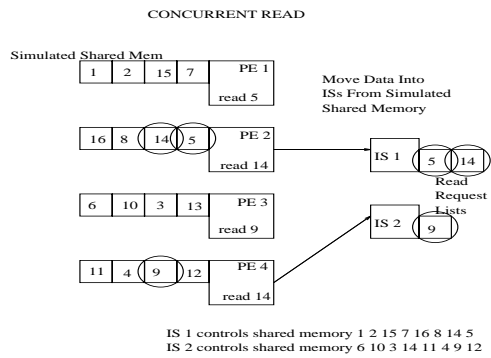 CONCURRENT READ
Simulated Shared Mem
1 2 15 7 PE 1
read 5
Move Data Into
ISs From Simulated
Shared Memory
16 8 14 5 PE 2
read 14
IS 1 5 14
Read
Request
Lists
6 10 3 13 PE 3
read 9
IS 2 9
11 4 9 12 PE 4
read 14
IS 1 controls shared memory 1 2 15 7 16 8 14 5
IS 2 controls shared memory 6 10 3 14 11 4 9 12